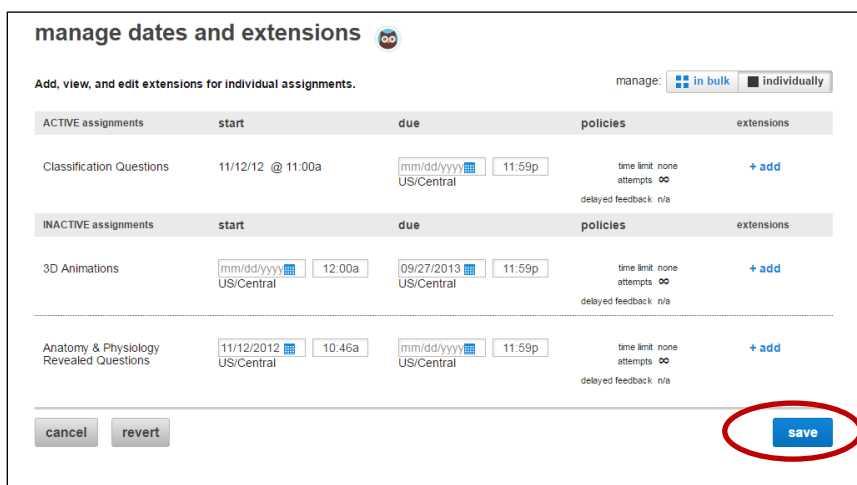 manage dates and extensions
Add, view, and edit extensions for individual assignments.
manage: in bulk individually
ACTIVE assignments start due policies extensions
Classification Questions 11/12/12 @ 11:00a mm/dd/yyyy 11:59p time limit none + add
US/Central attempts ∞
delayed feedback n/a
INACTIVE assignments start due policies extensions
3D Animations mm/dd/yyyy 12:00a 09/27/2013 11:59p time limit none + add
US/Central US/Central attempts ∞
delayed feedback n/a
Anatomy & Physiology 11/12/2012 10:46a mm/dd/yyyy 11:59p time limit none + add
Revealed Questions US/Central US/Central attempts ∞
delayed feedback n/a
cancel revert save